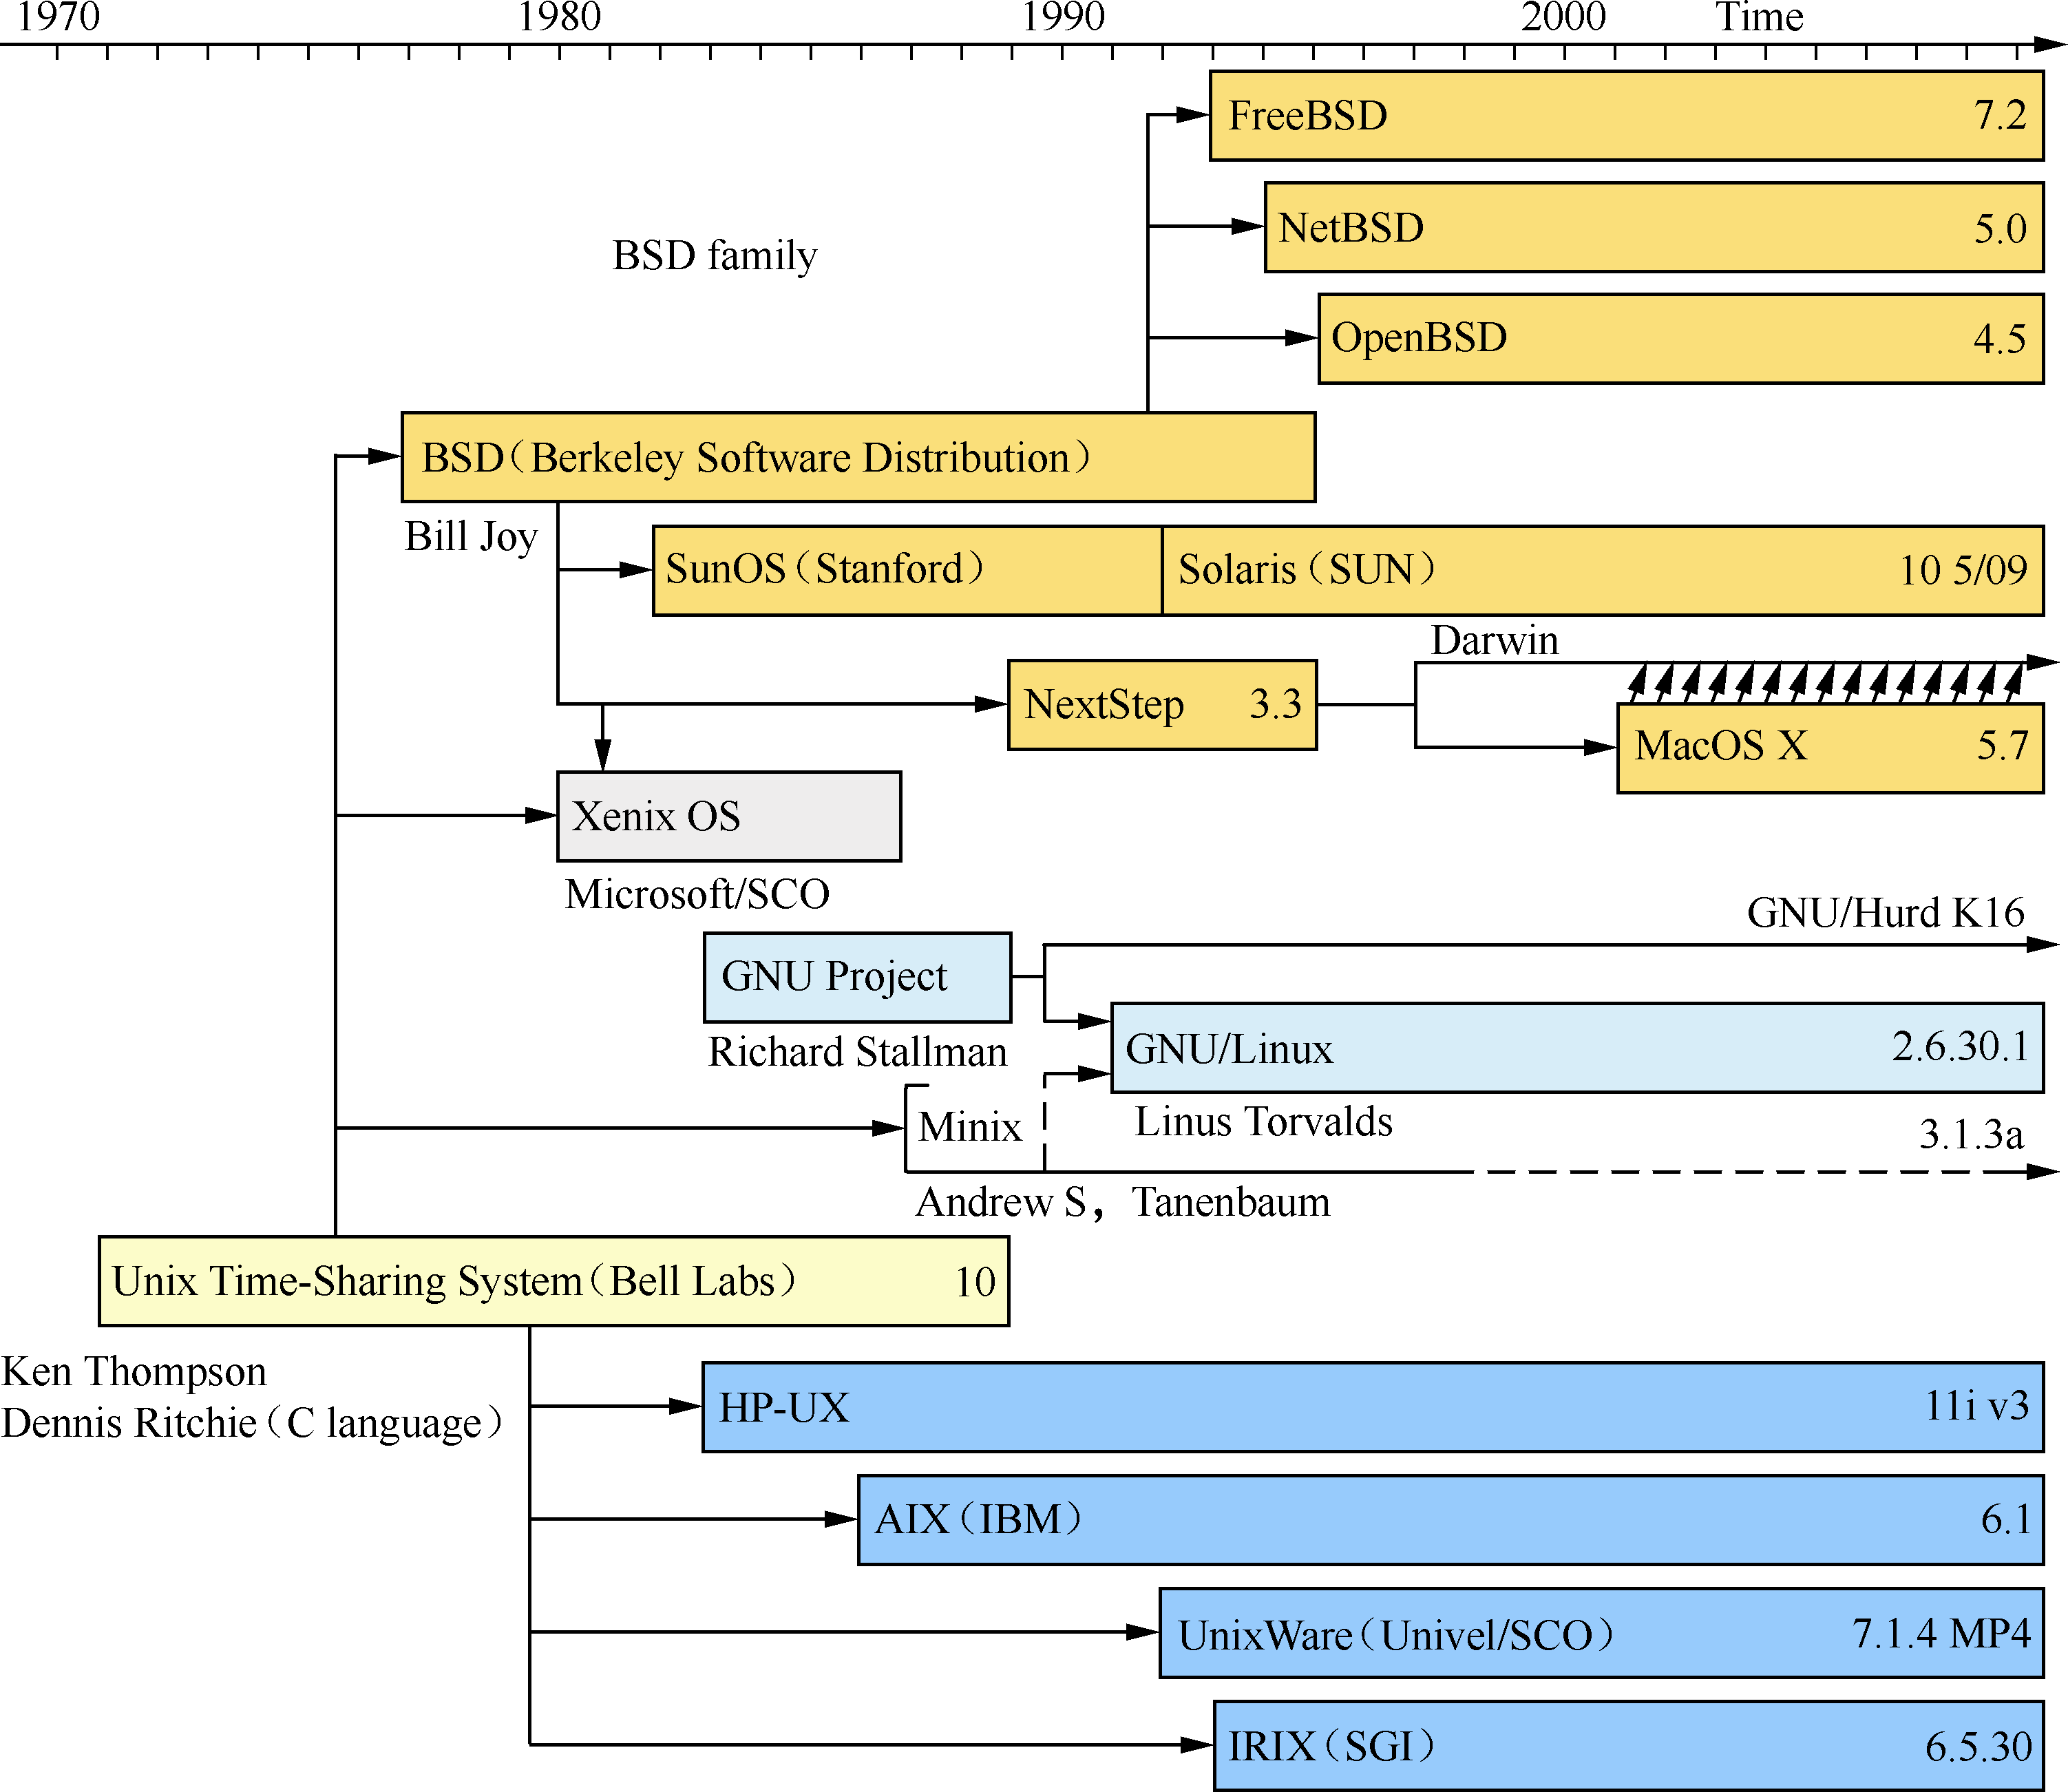 1970 1980 1990 2000 Time
FreeBSD 7.2
NetBSD 5.0
BSD family
OpenBSD 4.5
BSD（Berkeley Software Distribution）
Bill Joy
SunOS（Stanford） Solaris（SUN） 10 5/09
Darwin
NextStep 3.3
MacOS X 5.7
Xenix OS
Microsoft/SCO
GNU/Hurd K16
GNU Project
Richard Stallman
GNU/Linux 2.6.30.1
Minix
Linus Torvalds
3.1.3a
Andrew S，Tanenbaum
Unix Time-Sharing System（Bell Labs） 10
Ken Thompson
Dennis Ritchie（C language）
HP-UX 11i v3
AIX（IBM） 6.1
UnixWare（Univel/SCO） 7.1.4 MP4
IRIX（SGI） 6.5.30